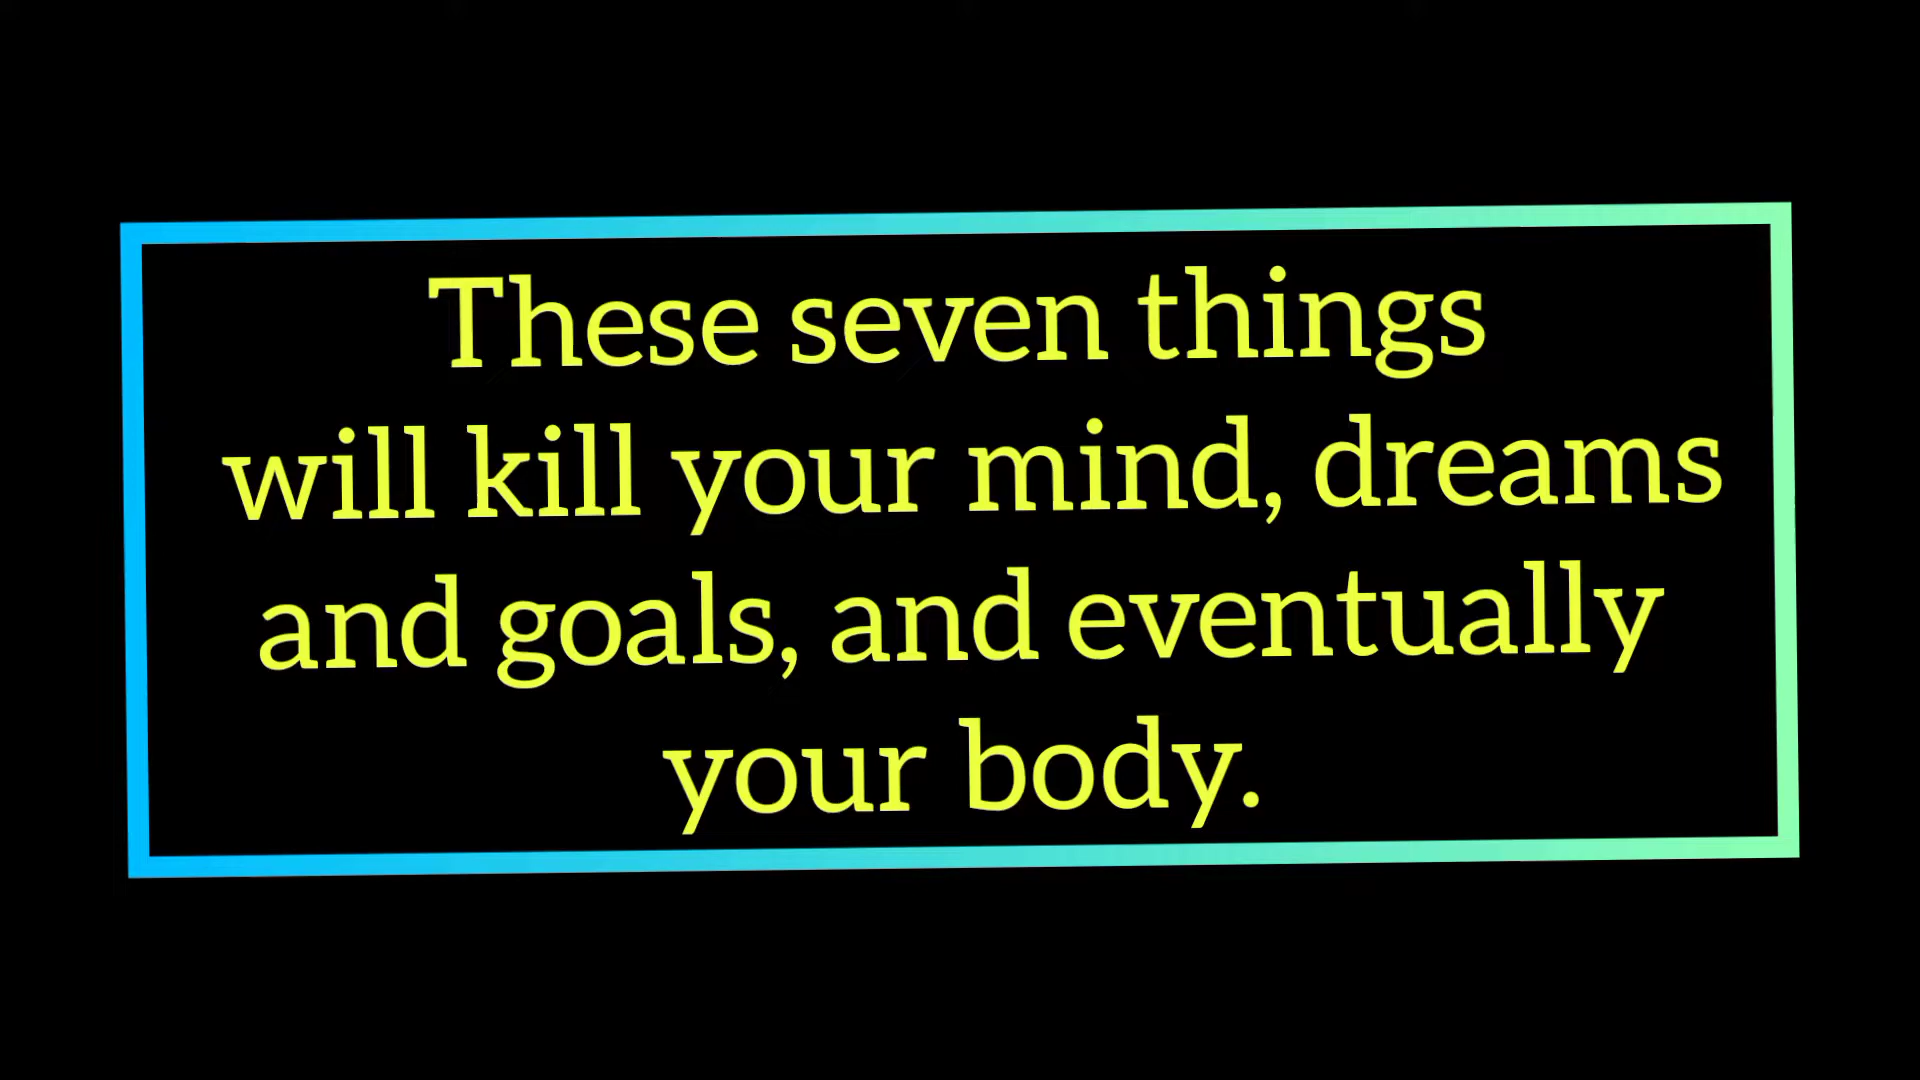 These seven things
will kill your mind, dreams
and goals, and eventually
your body.